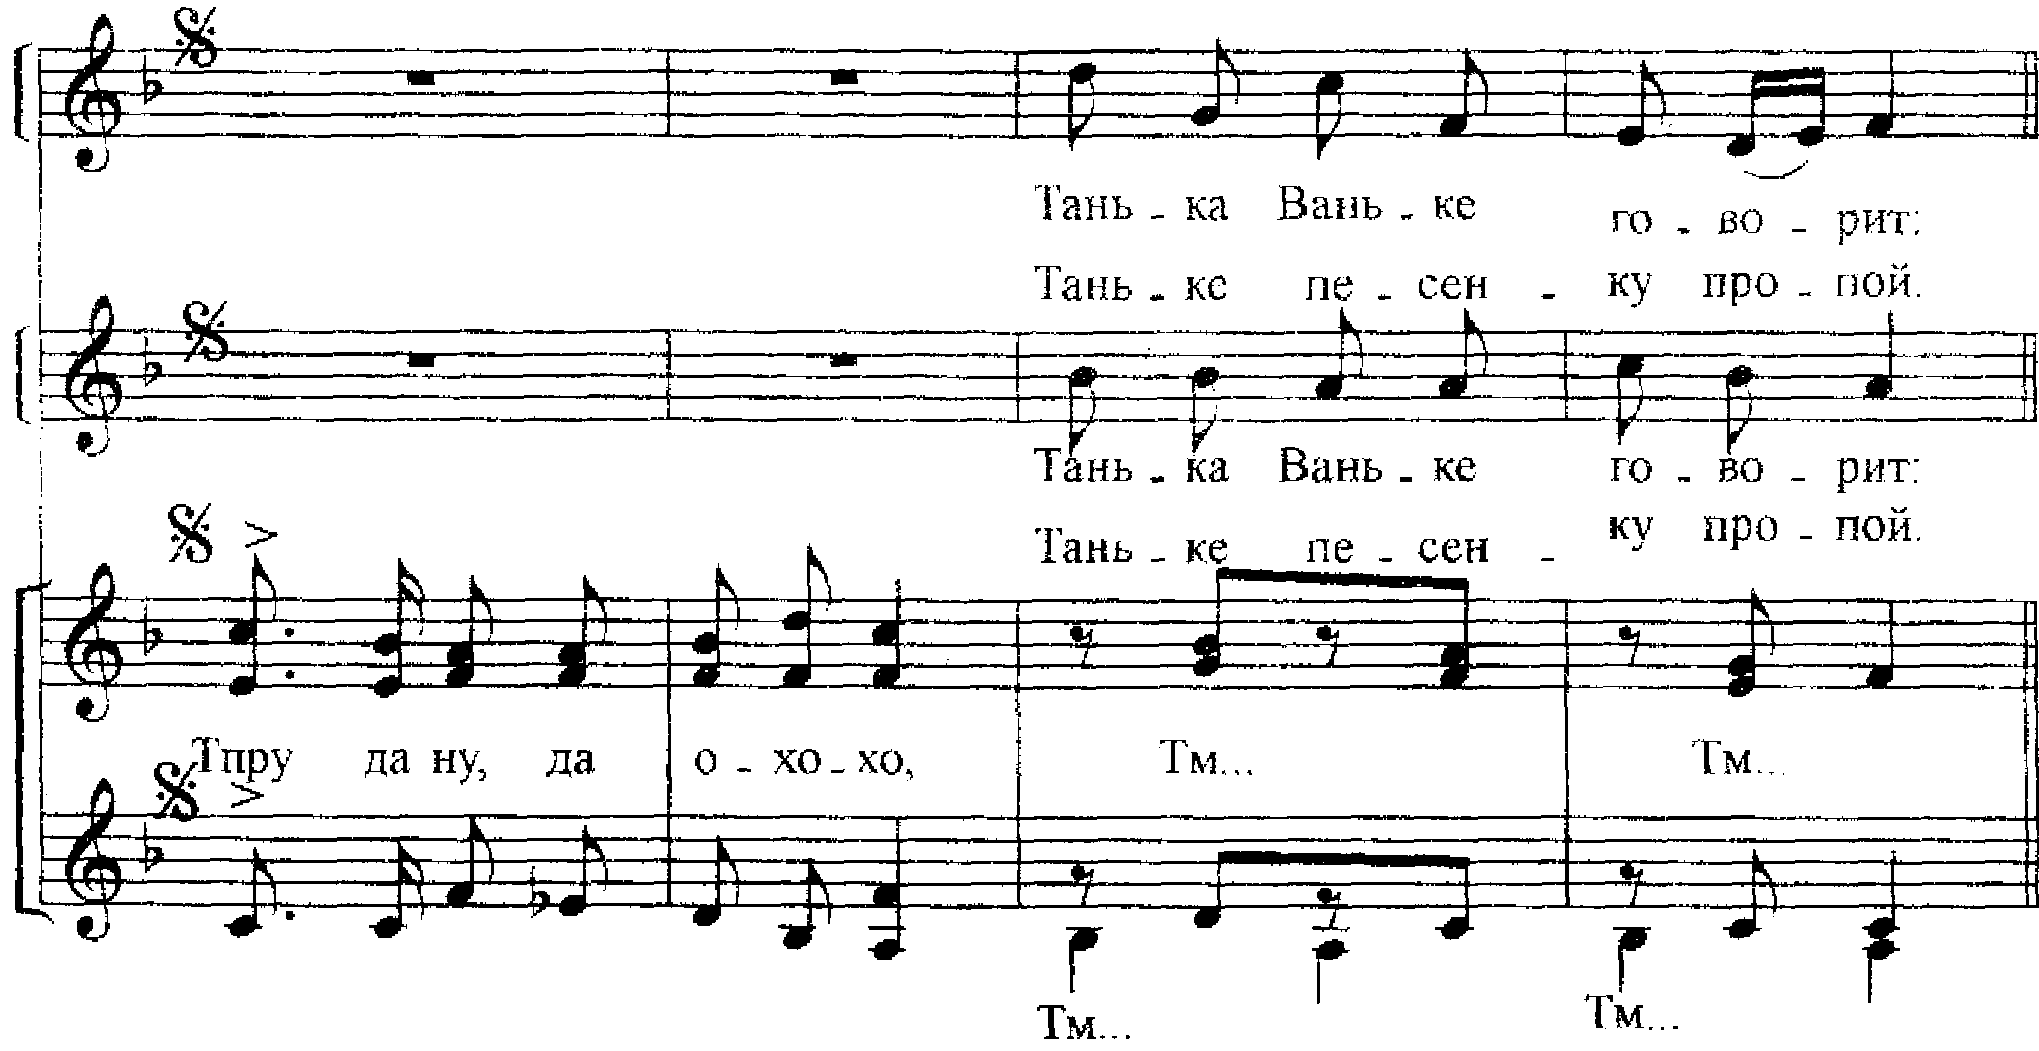 Тань - ка Вань - ке го - во - рит:
Тань - ке пе - сен - ку про - пой.
Тань - ка Вань - ке го - во - рит:
Тань - ке пе - сен - ку про - пой.
Тпру да ну, да о - хо - хо, Тм... Тм...
Тм... Тм...